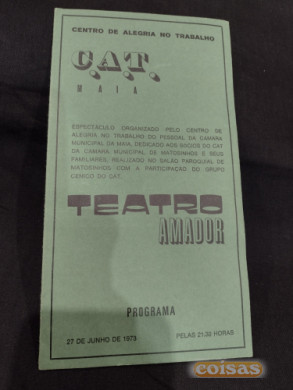 CENTRO DE ALEGRIA NO TRABALHO
C.A.T.
MAIA
ESPECTÁCULO ORGANIZADO PELO CENTRO DE
ALEGRIA NO TRABALHO DO PESSOAL DA CÂMARA
MUNICIPAL DA MAIA, DEDICADO AOS SÓCIOS DO CAT
DA CÂMARA MUNICIPAL DE MATOSINHOS E SEUS
FAMILIARES, REALIZADO NO SALÃO PAROQUIAL DE
MATOSINHOS COM A PARTICIPAÇÃO DO GRUPO
CÉNICO DO CAT.
TEATRO
AMADOR
PROGRAMA
27 DE JUNHO DE 1973 PELAS 21,30 HORAS
coisas